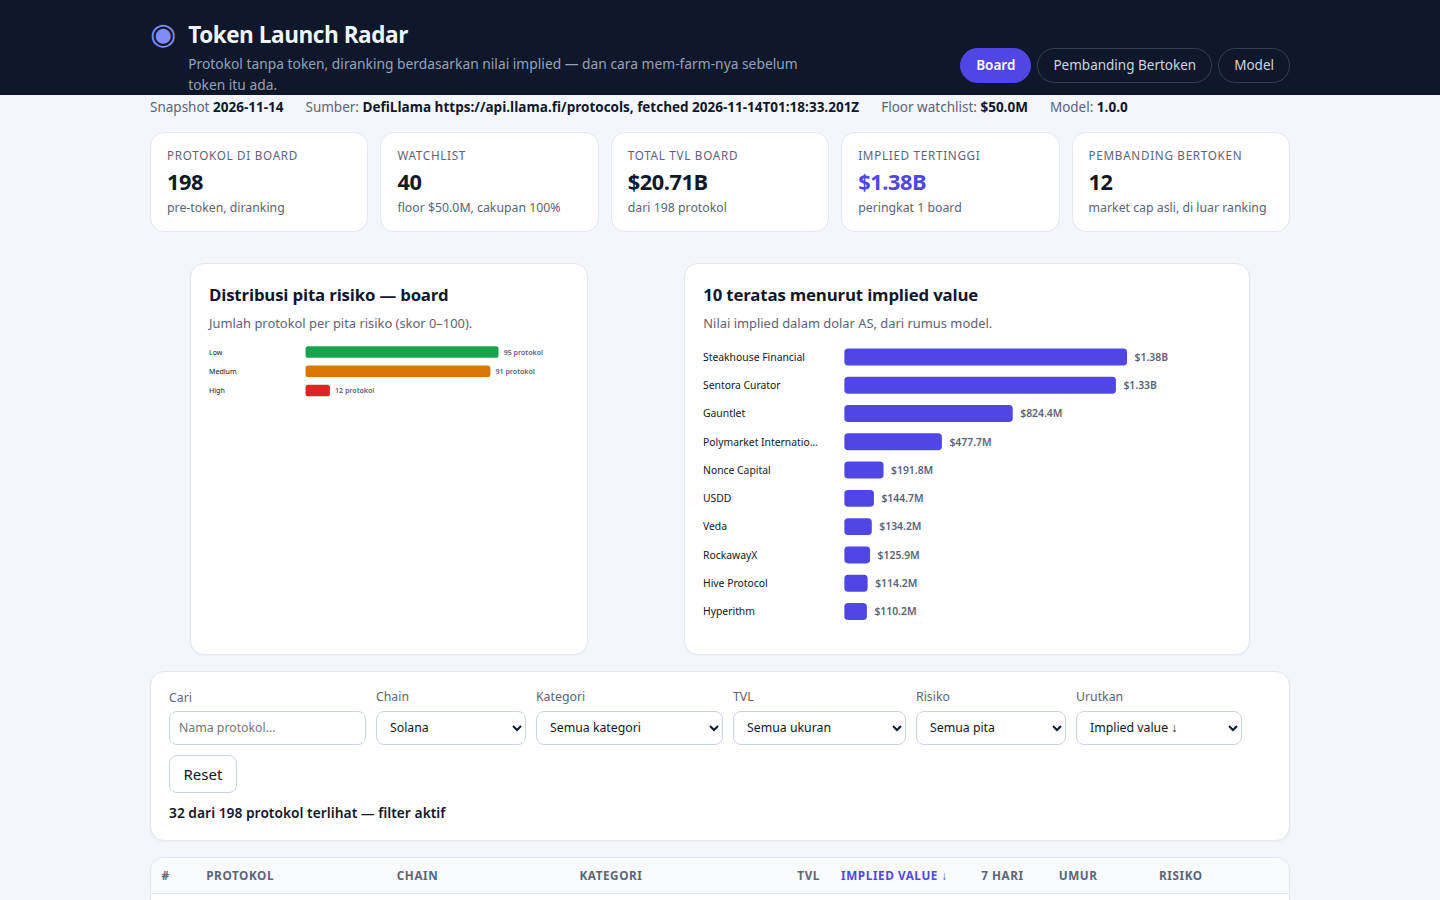 Token Launch Radar
Protokol tanpa token, diranking berdasarkan nilai implied — dan cara mem-farm-nya sebelum
token itu ada.
Board
Pembanding Bertoken
Model
Snapshot 2026-11-14 Sumber: DefiLlama https://api.llama.fi/protocols, fetched 2026-11-14T01:18:33.201Z Floor watchlist: $50.0M Model: 1.0.0
PROTOKOL DI BOARD
198
pre-token, diranking
WATCHLIST
40
floor $50.0M, cakupan 100%
TOTAL TVL BOARD
$20.71B
dari 198 protokol
IMPLIED TERTINGGI
$1.38B
peringkat 1 board
PEMBANDING BERTOKEN
12
market cap asli, di luar ranking
Distribusi pita risiko — board
Jumlah protokol per pita risiko (skor 0–100).
Low 95 protokol
Medium 91 protokol
High 12 protokol
10 teratas menurut implied value
Nilai implied dalam dolar AS, dari rumus model.
Steakhouse Financial $1.38B
Sentora Curator $1.33B
Gauntlet $824.4M
Polymarket Internatio… $477.7M
Nonce Capital $191.8M
USDD $144.7M
Veda $134.2M
RockawayX $125.9M
Hive Protocol $114.2M
Hyperithm $110.2M
Cari Chain Kategori TVL Risiko Urutkan
Nama protokol... Solana Semua kategori Semua ukuran Semua pita Implied value ↓
Reset
32 dari 198 protokol terlihat — filter aktif
# PROTOKOL CHAIN KATEGORI TVL IMPLIED VALUE ↓ 7 HARI UMUR RISIKO